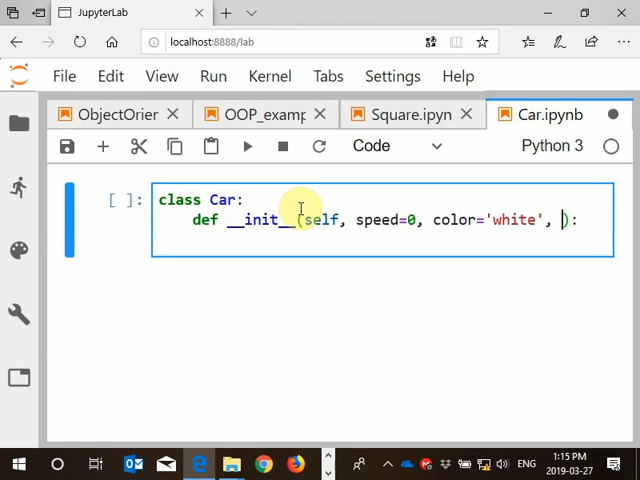 JupyterLab
localhost:8888/lab
File Edit View Run Kernel Tabs Settings Help
ObjectOrier OOP_examp Square.ipyn Car.ipynb
Code Python 3
[ ]: class Car:
def __init__(self, speed=0, color='white', ):
ENG 1:15 PM
2019-03-27